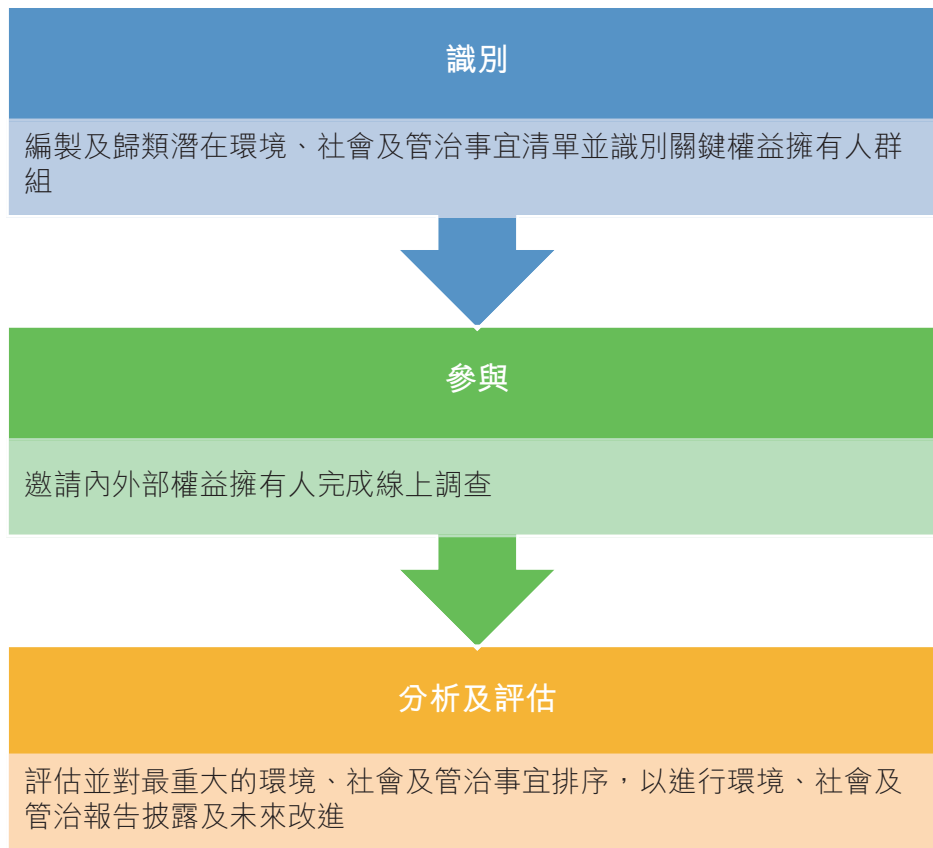 識別
編製及歸類潛在環境、社會及管治事宜清單並識別關鍵權益擁有人群
組
參與
邀請內外部權益擁有人完成線上調查
分析及評估
評估並對最重大的環境、社會及管治事宜排序，以進行環境、社會及
管治報告披露及未來改進